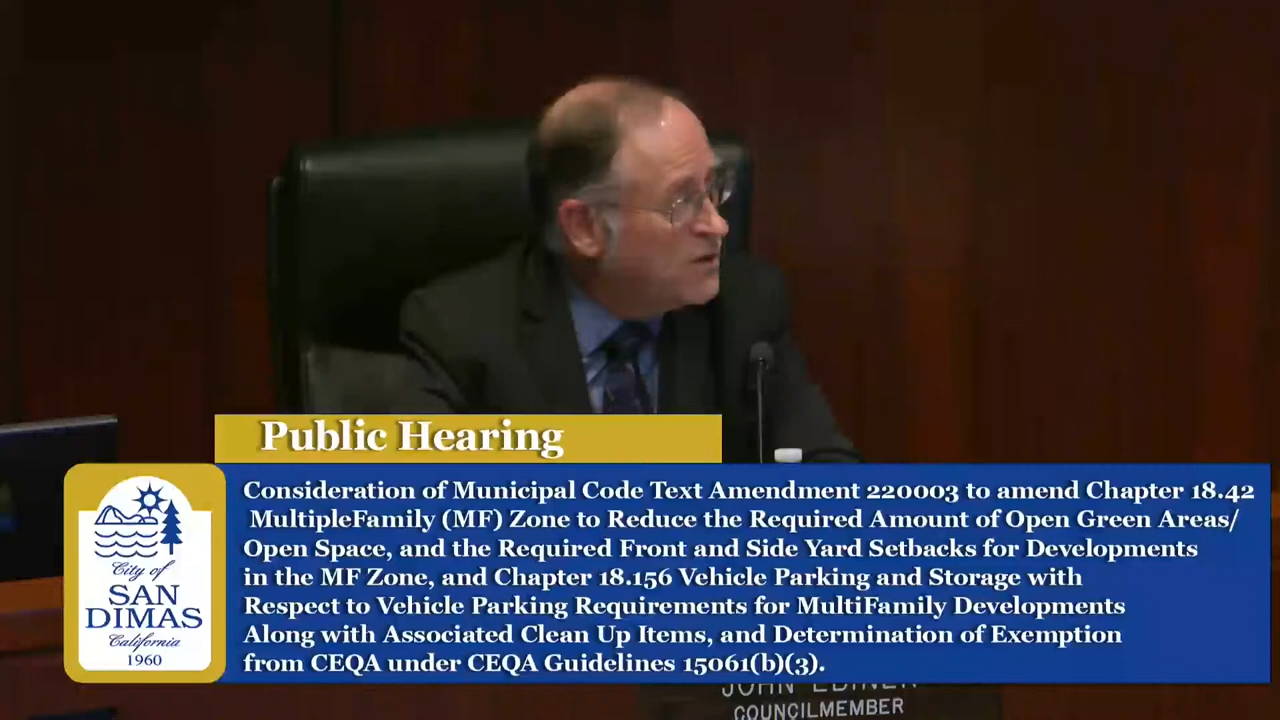 Public Hearing
Consideration of Municipal Code Text Amendment 220003 to amend Chapter 18.42
MultipleFamily (MF) Zone to Reduce the Required Amount of Open Green Areas/
Open Space, and the Required Front and Side Yard Setbacks for Developments
in the MF Zone, and Chapter 18.156 Vehicle Parking and Storage with
Respect to Vehicle Parking Requirements for MultiFamily Developments
Along with Associated Clean Up Items, and Determination of Exemption
from CEQA under CEQA Guidelines 15061(b)(3).
City of
SAN
DIMAS
California
1960
JOHN EBINER
COUNCILMEMBER